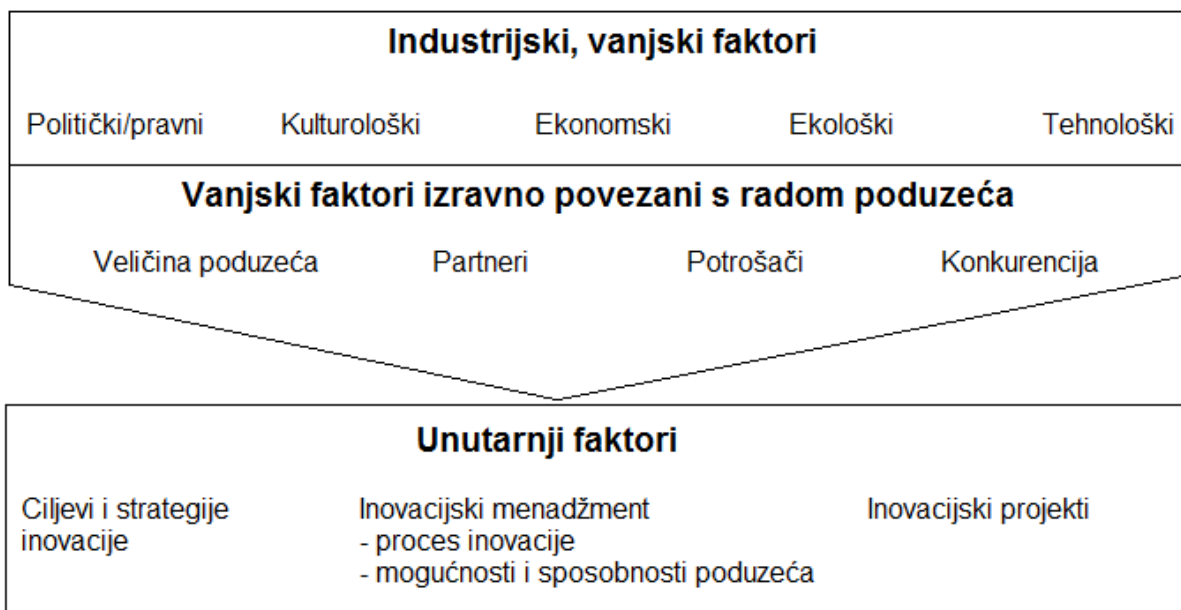 Industrijski, vanjski faktori
Politički/pravni Kulturološki Ekonomski Ekološki Tehnološki
Vanjski faktori izravno povezani s radom poduzeća
Veličina poduzeća Partneri Potrošači Konkurencija
Unutarnji faktori
Ciljevi i strategije Inovacijski menadžment Inovacijski projekti
inovacije - proces inovacije
- mogućnosti i sposobnosti poduzeća